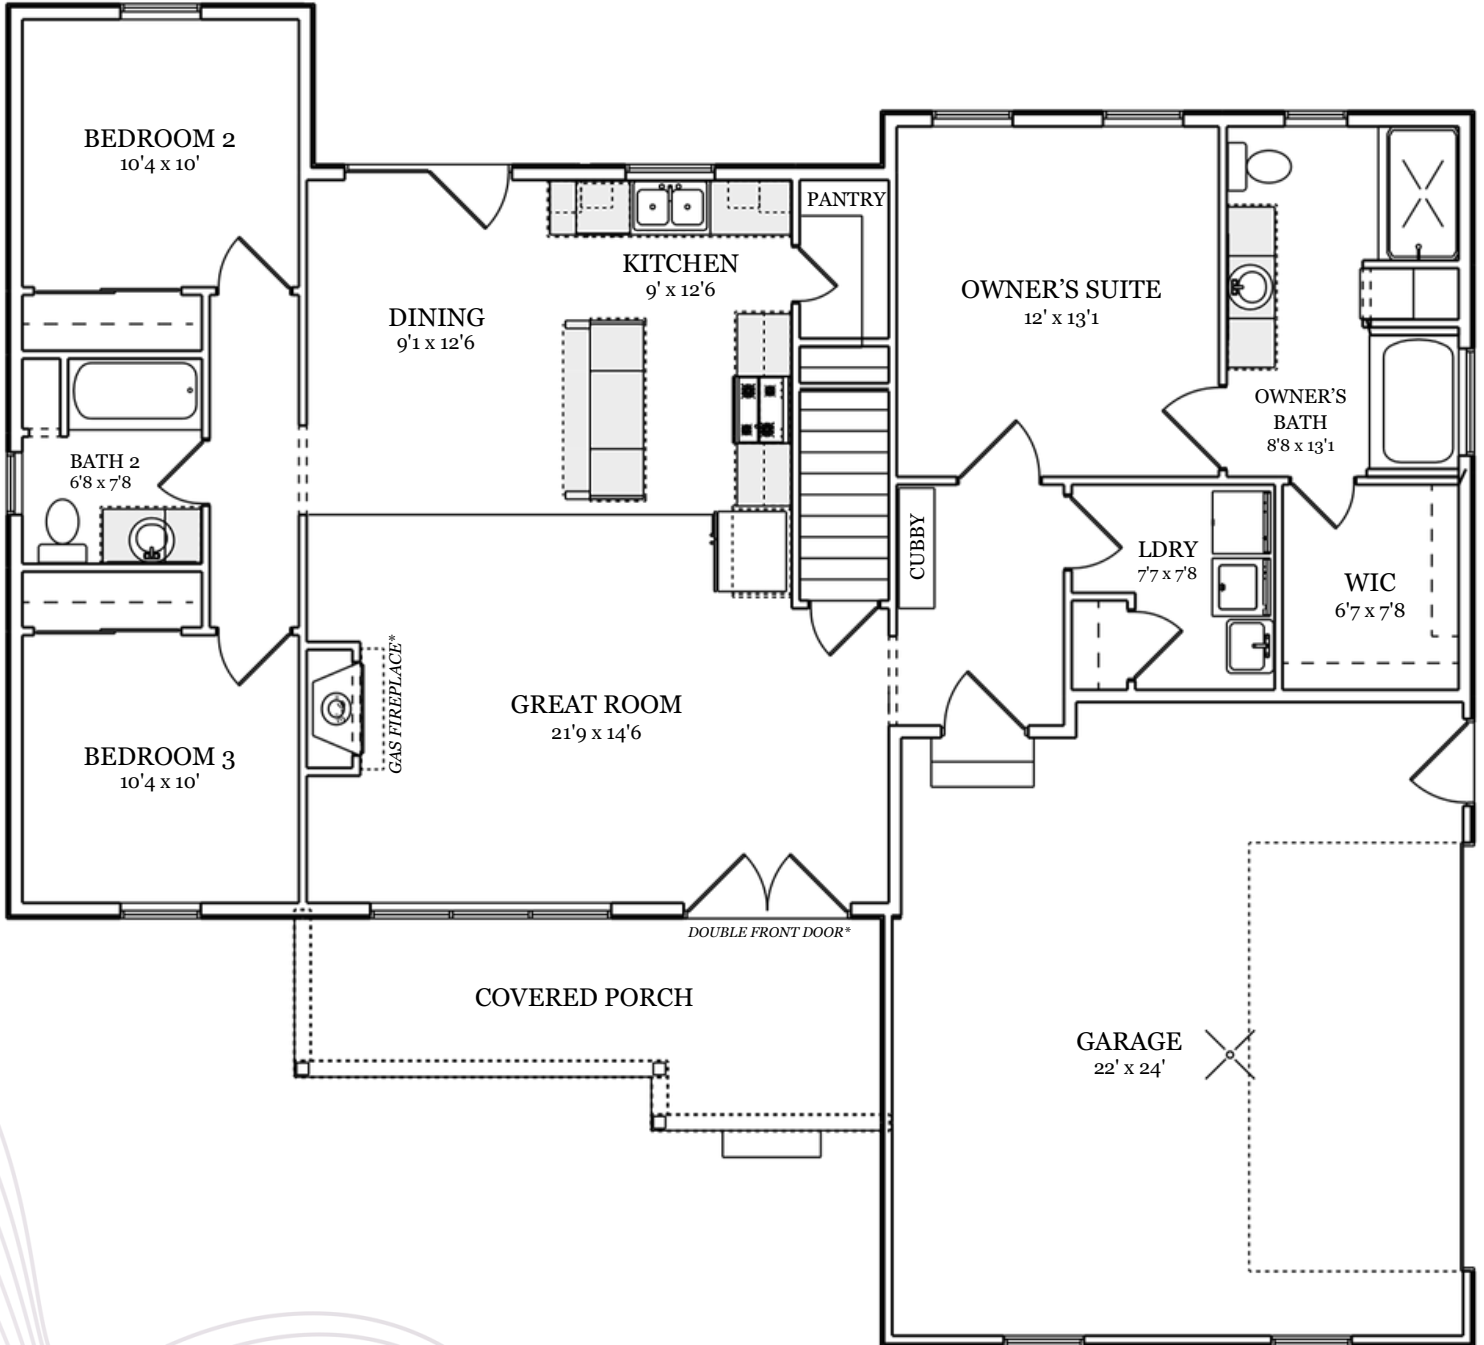 BEDROOM 2
10'4 x 10'
PANTRY
KITCHEN
9' x 12'6
OWNER'S SUITE
12' x 13'1
DINING
9'1 x 12'6
OWNER'S
BATH
8'8 x 13'1
BATH 2
6'8 x 7'8
CUBBY
LDRY
7'7 x 7'8
WIC
6'7 x 7'8
GAS FIREPLACE*
GREAT ROOM
21'9 x 14'6
BEDROOM 3
10'4 x 10'
DOUBLE FRONT DOOR*
COVERED PORCH
GARAGE
22' x 24'